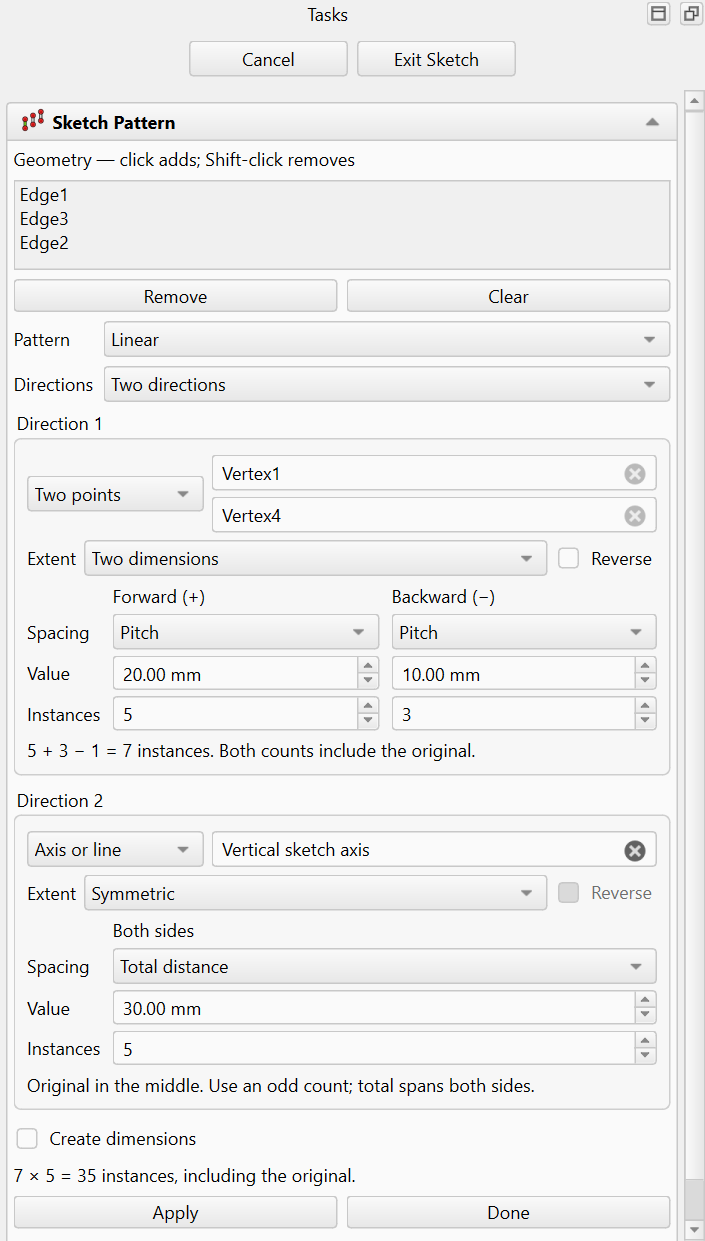 Tasks
Cancel Exit Sketch
Sketch Pattern
Geometry — click adds; Shift-click removes
Edge1
Edge3
Edge2
Remove Clear
Pattern Linear
Directions Two directions
Direction 1
Two points Vertex1
Vertex4
Extent Two dimensions Reverse
Forward (+) Backward (−)
Spacing Pitch Pitch
Value 20.00 mm 10.00 mm
Instances 5 3
5 + 3 − 1 = 7 instances. Both counts include the original.
Direction 2
Axis or line Vertical sketch axis
Extent Symmetric Reverse
Both sides
Spacing Total distance
Value 30.00 mm
Instances 5
Original in the middle. Use an odd count; total spans both sides.
Create dimensions
7 × 5 = 35 instances, including the original.
Apply Done